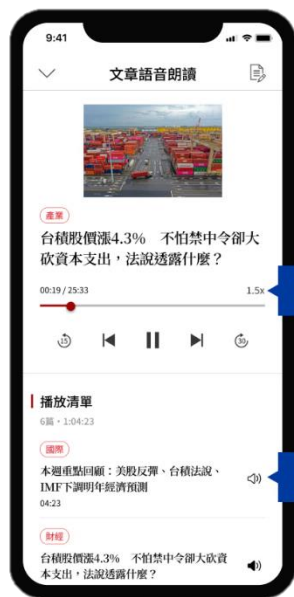 9:41
文章語音朗讀
產業
台積股價漲4.3%　不怕禁中令卻大
砍資本支出，法說透露什麼？
00:19 / 25:33
1.5x
15
30
播放清單
6篇・1:04:23
國際
本週重點回顧：美股反彈、台積法說、
IMF下調明年經濟預測
04:23
財經
台積股價漲4.3%　不怕禁中令卻大砍資
本支出，法說透露什麼？